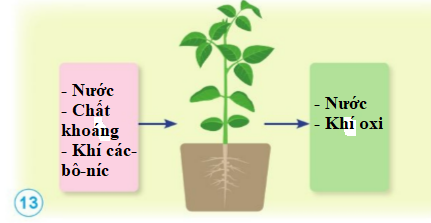 - Nước
- Chất
khoáng
- Khí các-
bô-níc
- Nước
- Khí oxi
13